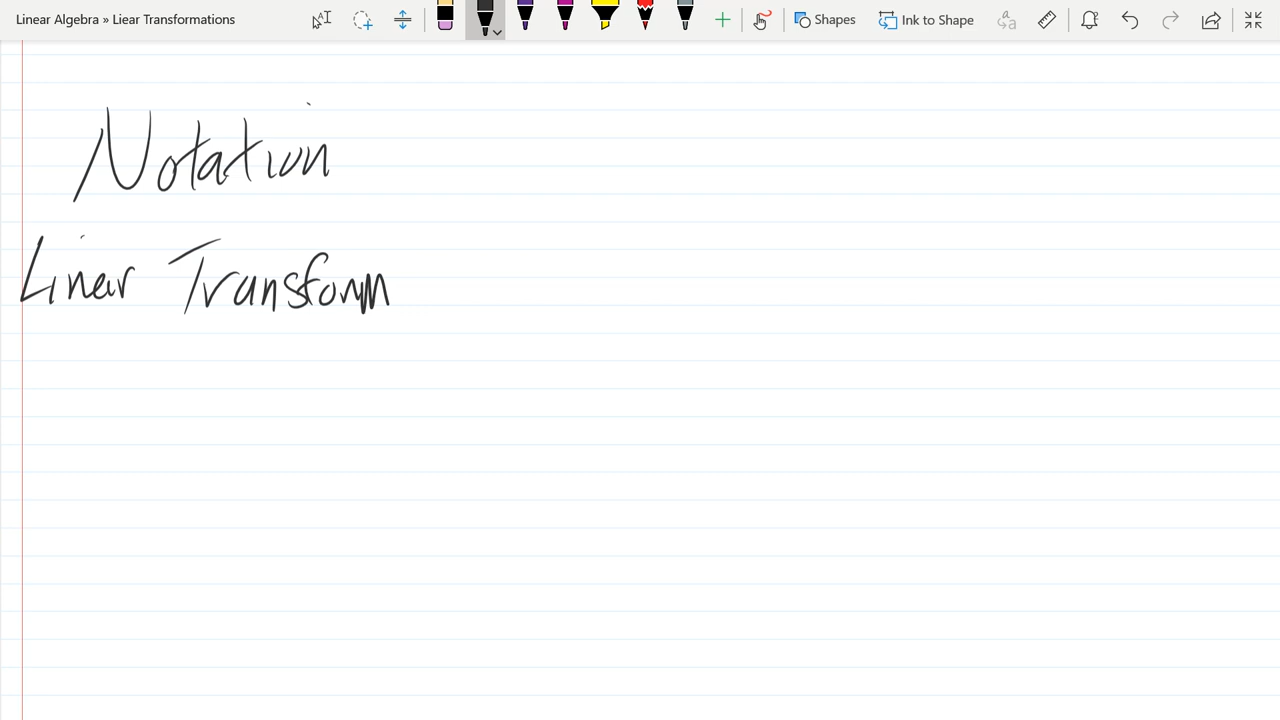 Linear Algebra » Liear Transformations
Shapes
Ink to Shape
Notation
Linear Transform